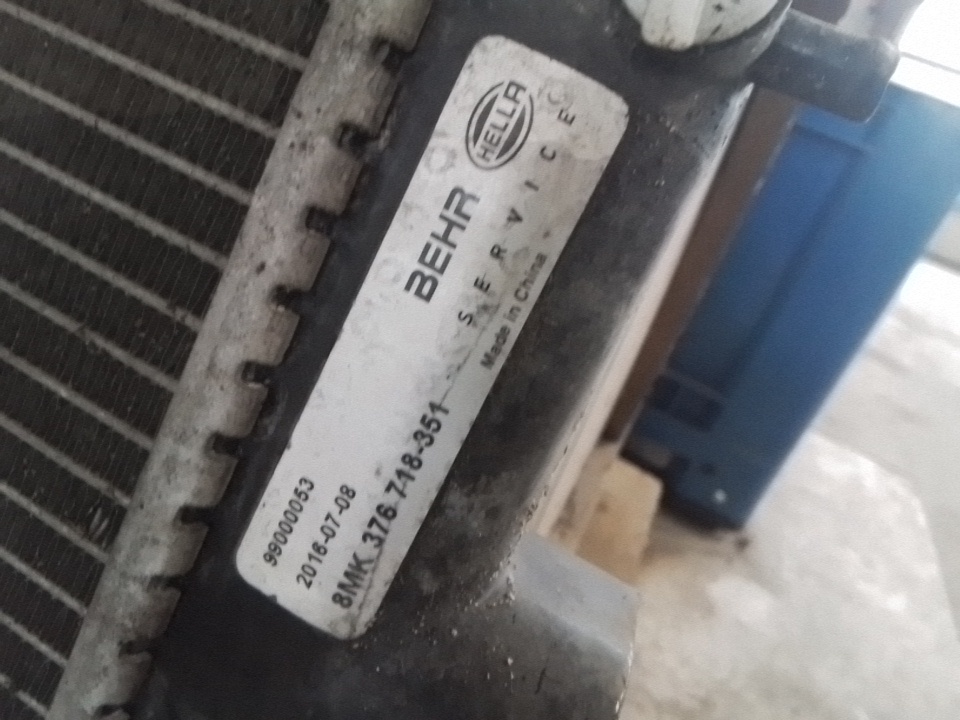 HELLA
BEHR
SERVICE
Made in China
99000053
2016-07-08
8MK 376 718-351